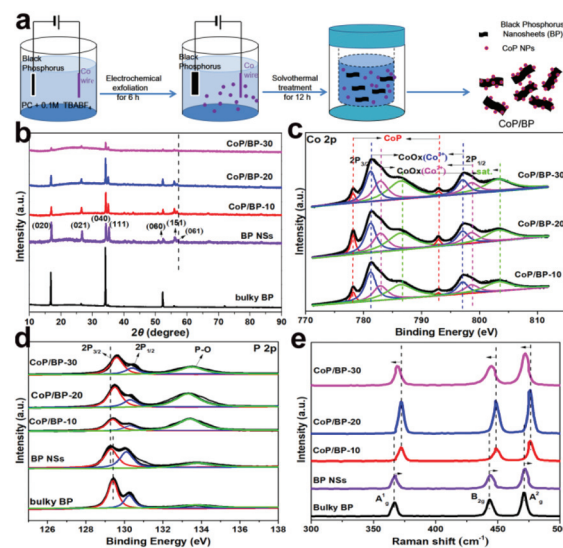 a
Black Phosphorus
Nanosheets (BP)
CoP NPs
Black
Phosphorus
Co
wire
PC + 0.1M TBABF₄
Electrochemical
exfoliation
for 6 h
Black
Phosphorus
Co
wire
Solvothermal
treatment
for 12 h
CoP/BP
b
Intensity (a.u.)
CoP/BP-30
CoP/BP-20
CoP/BP-10
(040)
(151)
(020)
(021)
(111)
(060)
(061)
BP NSs
bulky BP
10 20 30 40 50 60 70 80 90
2θ (degree)
c
Co 2p
CoP
2P3/2
CoOx(Co³⁺)
2P1/2
CoOx(Co²⁺)
sat.
CoP/BP-30
CoP/BP-20
CoP/BP-10
Intensity (a.u.)
770 780 790 800 810
Binding Energy (eV)
d
P 2p
2P3/2
2P1/2
P-O
CoP/BP-30
CoP/BP-20
CoP/BP-10
BP NSs
bulky BP
Intensity (a.u.)
126 128 130 132 134 136 138
Binding Energy (eV)
e
CoP/BP-30
CoP/BP-20
CoP/BP-10
BP NSs
A¹g
B2g
A²g
Bulky BP
Intensity (a.u.)
300 350 400 450 500
Raman shift (cm⁻¹)